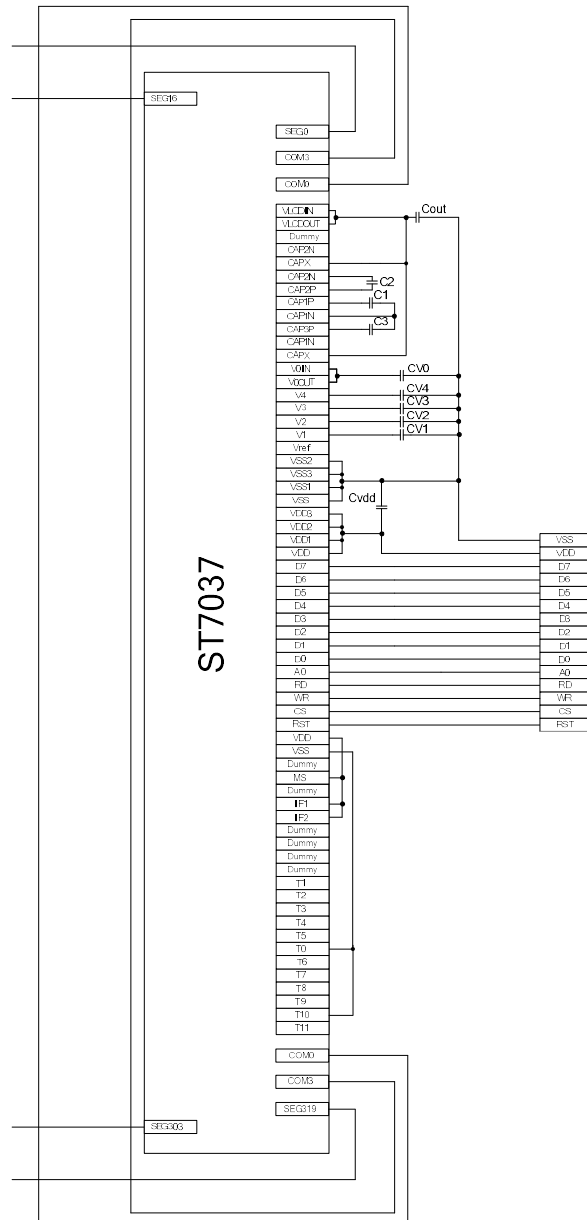 SEG16
SEG0
COM3
COM0
VLCDIN
VLCDOUT
Dummy
CAP2N
CAPX
CAP2N
CAP2P
CAP1P
CAP1N
CAP3P
CAP1N
CAPX
V0IN
V0OUT
V4
V3
V2
V1
Vref
VSS2
VSS3
VSS1
VSS
VDD3
VDD2
VDD1
VDD
D7
D6
D5
D4
D3
D2
D1
D0
A0
RD
WR
CS
RST
VDD
VSS
Dummy
MS
Dummy
IF1
IF2
Dummy
Dummy
Dummy
Dummy
T1
T2
T3
T4
T5
T0
T6
T7
T8
T9
T10
T11
COM0
COM3
SEG319
SEG303
ST7037
Cout
C2
C1
C3
CV0
CV4
CV3
CV2
CV1
Cvdd
VSS
VDD
D7
D6
D5
D4
D3
D2
D1
D0
A0
RD
WR
CS
RST